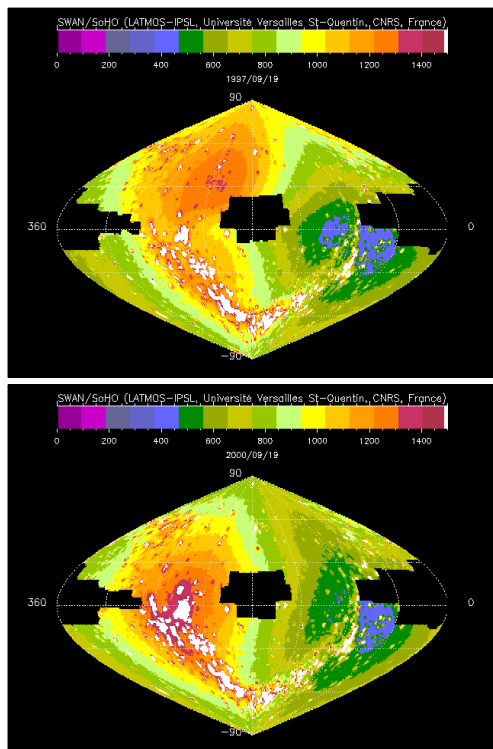 SWAN/SoHO (LATMOS-IPSL, Université Versailles St-Quentin, CNRS, France)
0 200 400 600 800 1000 1200 1400
1997/09/19
90
360 0
-90
SWAN/SoHO (LATMOS-IPSL, Université Versailles St-Quentin, CNRS, France)
0 200 400 600 800 1000 1200 1400
2000/09/19
90
360 0
-90